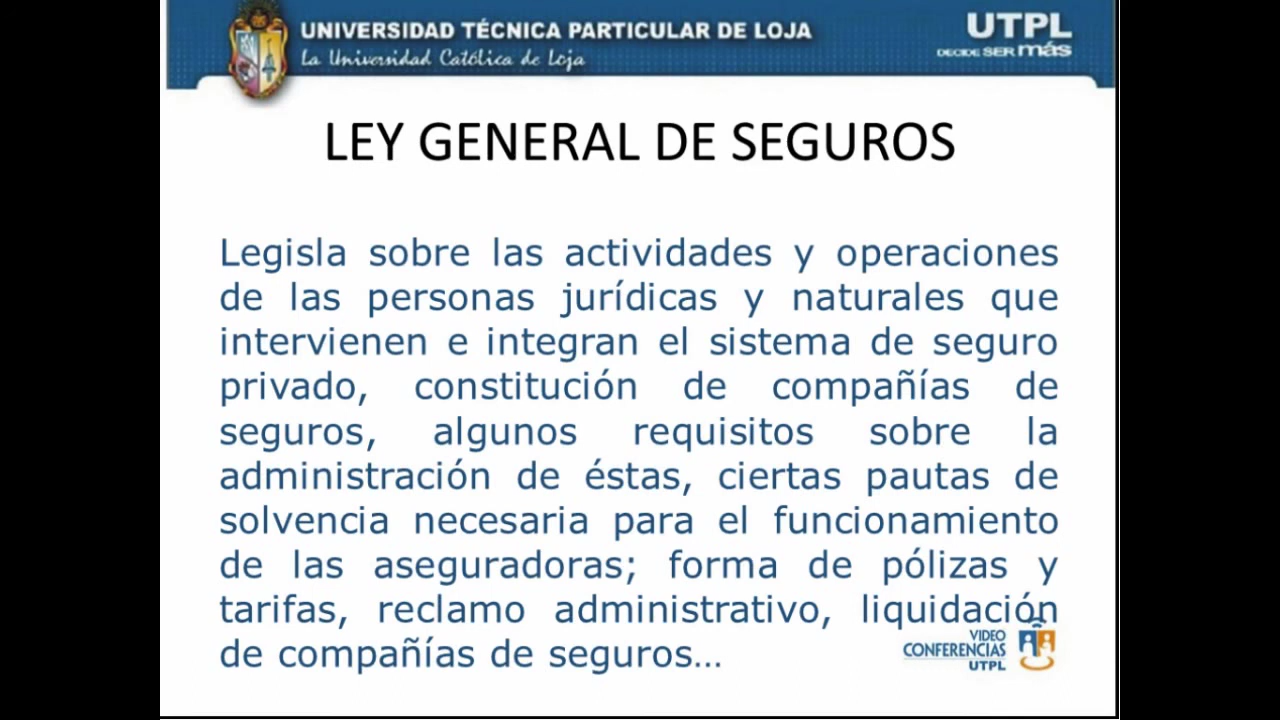 UNIVERSIDAD TÉCNICA PARTICULAR DE LOJA
La Universidad Católica de Loja
UTPL
DECIDE SER más
LEY GENERAL DE SEGUROS
Legisla sobre las actividades y operaciones
de las personas jurídicas y naturales que
intervienen e integran el sistema de seguro
privado, constitución de compañías de
seguros, algunos requisitos sobre la
administración de éstas, ciertas pautas de
solvencia necesaria para el funcionamiento
de las aseguradoras; forma de pólizas y
tarifas, reclamo administrativo, liquidación
de compañías de seguros...
VIDEO
CONFERENCIAS
UTPL